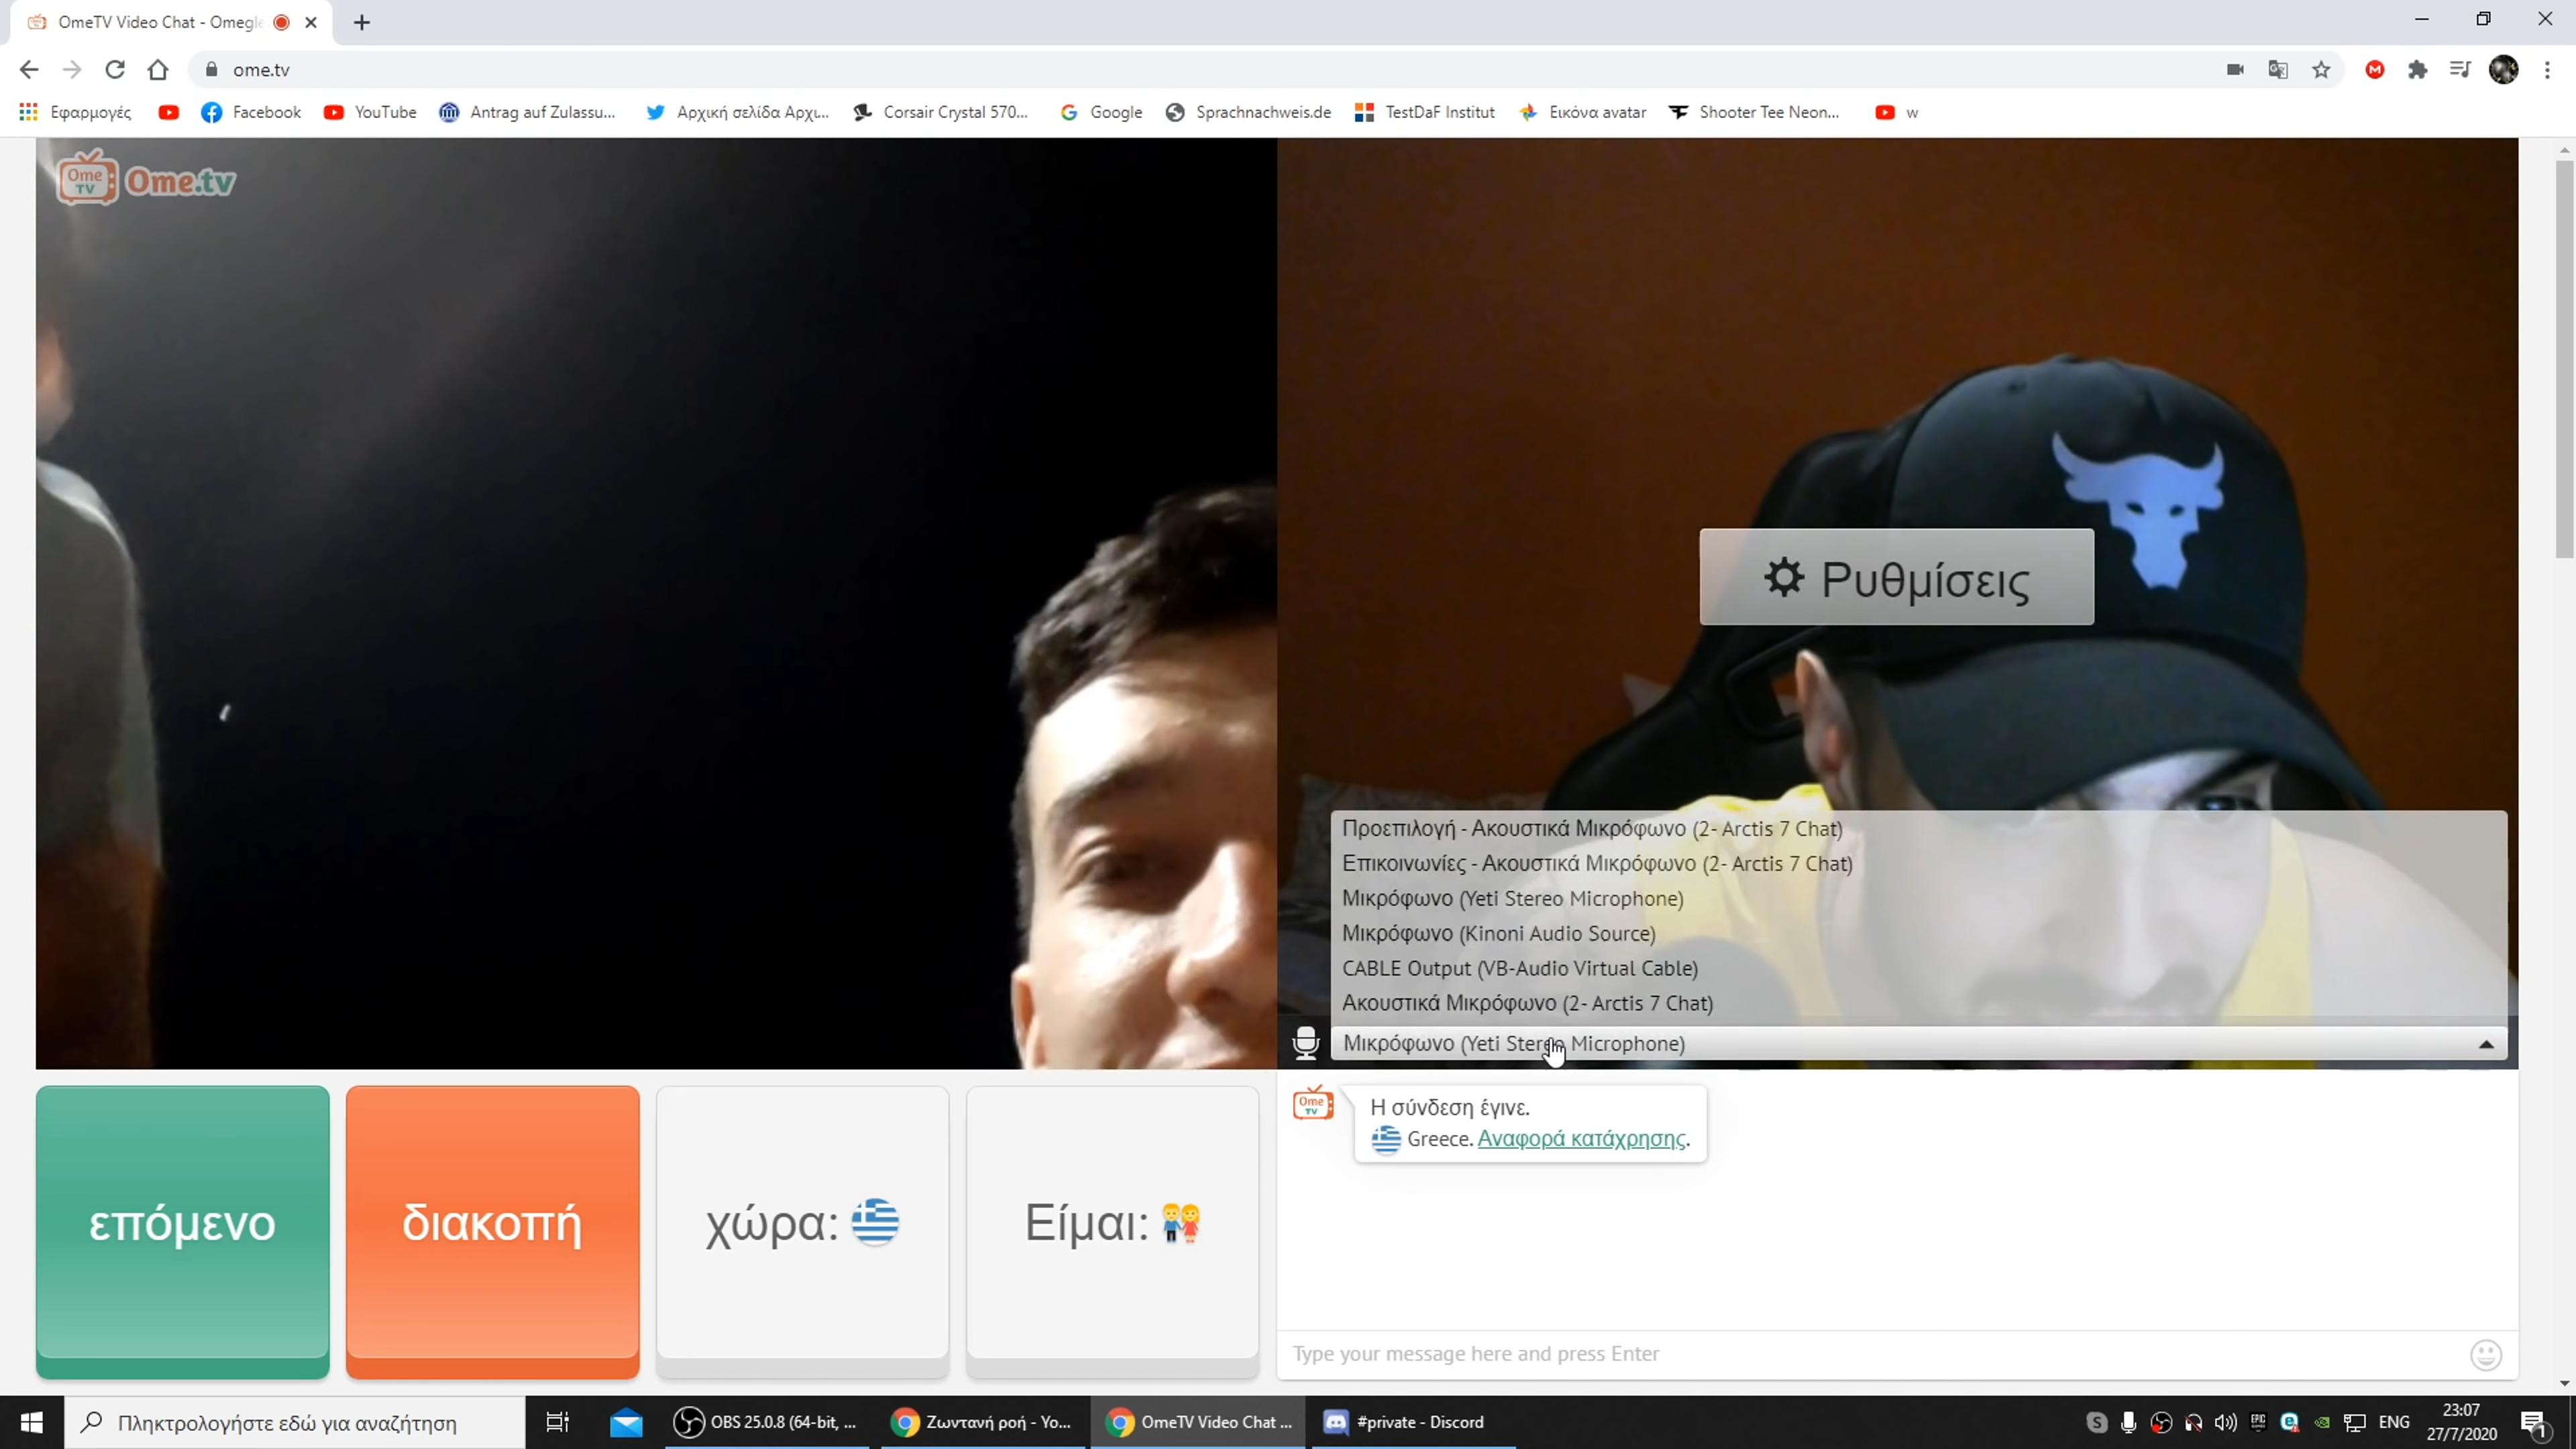 OmeTV Video Chat - Omegle
ome.tv
Εφαρμογές
Facebook
YouTube
Antrag auf Zulassu...
Αρχική σελίδα Αρχι...
Corsair Crystal 570...
Google
Sprachnachweis.de
TestDaF Institut
Εικόνα avatar
Shooter Tee Neon...
w
Ome TV Ome.tv
Ρυθμίσεις
Προεπιλογή - Ακουστικά Μικρόφωνο (2- Arctis 7 Chat)
Επικοινωνίες - Ακουστικά Μικρόφωνο (2- Arctis 7 Chat)
Μικρόφωνο (Yeti Stereo Microphone)
Μικρόφωνο (Kinoni Audio Source)
CABLE Output (VB-Audio Virtual Cable)
Ακουστικά Μικρόφωνο (2- Arctis 7 Chat)
Μικρόφωνο (Yeti Stereo Microphone)
επόμενο
διακοπή
χώρα:
Είμαι:
Ome TV
Η σύνδεση έγινε.
Greece. Αναφορά κατάχρησης.
Type your message here and press Enter
Πληκτρολογήστε εδώ για αναζήτηση
OBS 25.0.8 (64-bit, ...
Ζωντανή ροή - Yo...
OmeTV Video Chat ...
#private - Discord
ENG
23:07
27/7/2020
1